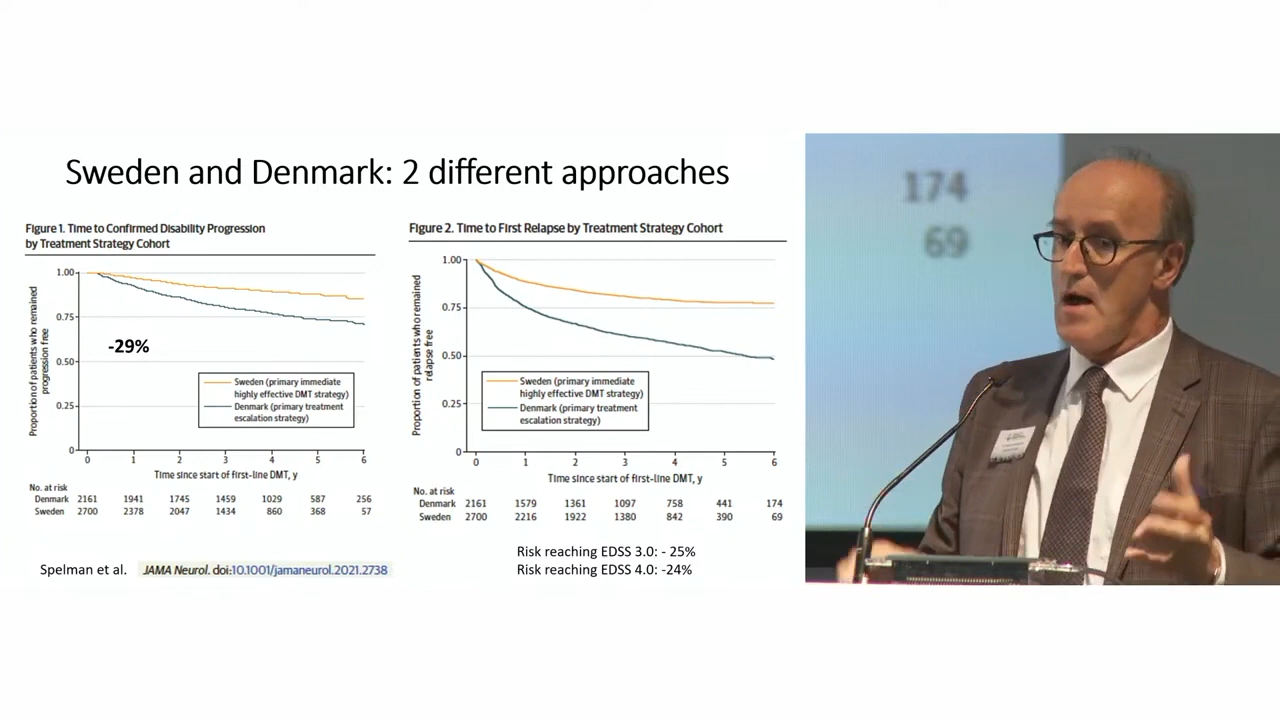 Sweden and Denmark: 2 different approaches
Figure 1. Time to Confirmed Disability Progression
by Treatment Strategy Cohort
Proportion of patients who remained
progression free
1.00
0.75
0.50
0.25
0
-29%
Sweden (primary immediate
highly effective DMT strategy)
Denmark (primary treatment
escalation strategy)
0 1 2 3 4 5 6
Time since start of first-line DMT, y
No. at risk
Denmark 2161 1941 1745 1459 1029 587 256
Sweden 2700 2378 2047 1434 860 368 57
Figure 2. Time to First Relapse by Treatment Strategy Cohort
Proportion of patients who remained
relapse free
1.00
0.75
0.50
0.25
0
Sweden (primary immediate
highly effective DMT strategy)
Denmark (primary treatment
escalation strategy)
0 1 2 3 4 5 6
Time since start of first-line DMT, y
No. at risk
Denmark 2161 1579 1361 1097 758 441 174
Sweden 2700 2216 1922 1380 842 390 69
Risk reaching EDSS 3.0: - 25%
Risk reaching EDSS 4.0: -24%
Spelman et al. JAMA Neurol. doi:10.1001/jamaneurol.2021.2738
174
69